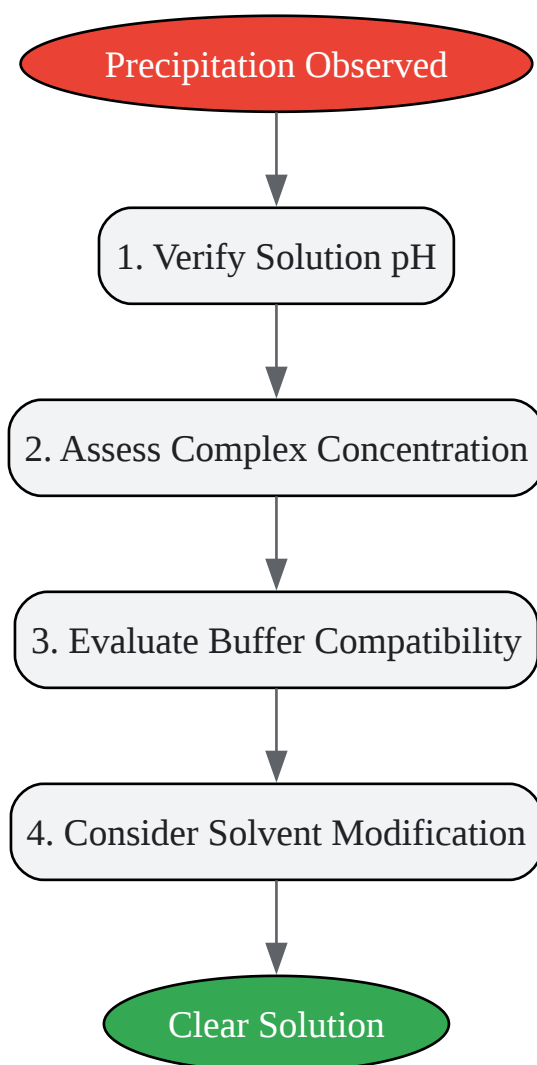 Precipitation Observed
1. Verify Solution pH
2. Assess Complex Concentration
3. Evaluate Buffer Compatibility
4. Consider Solvent Modification
Clear Solution